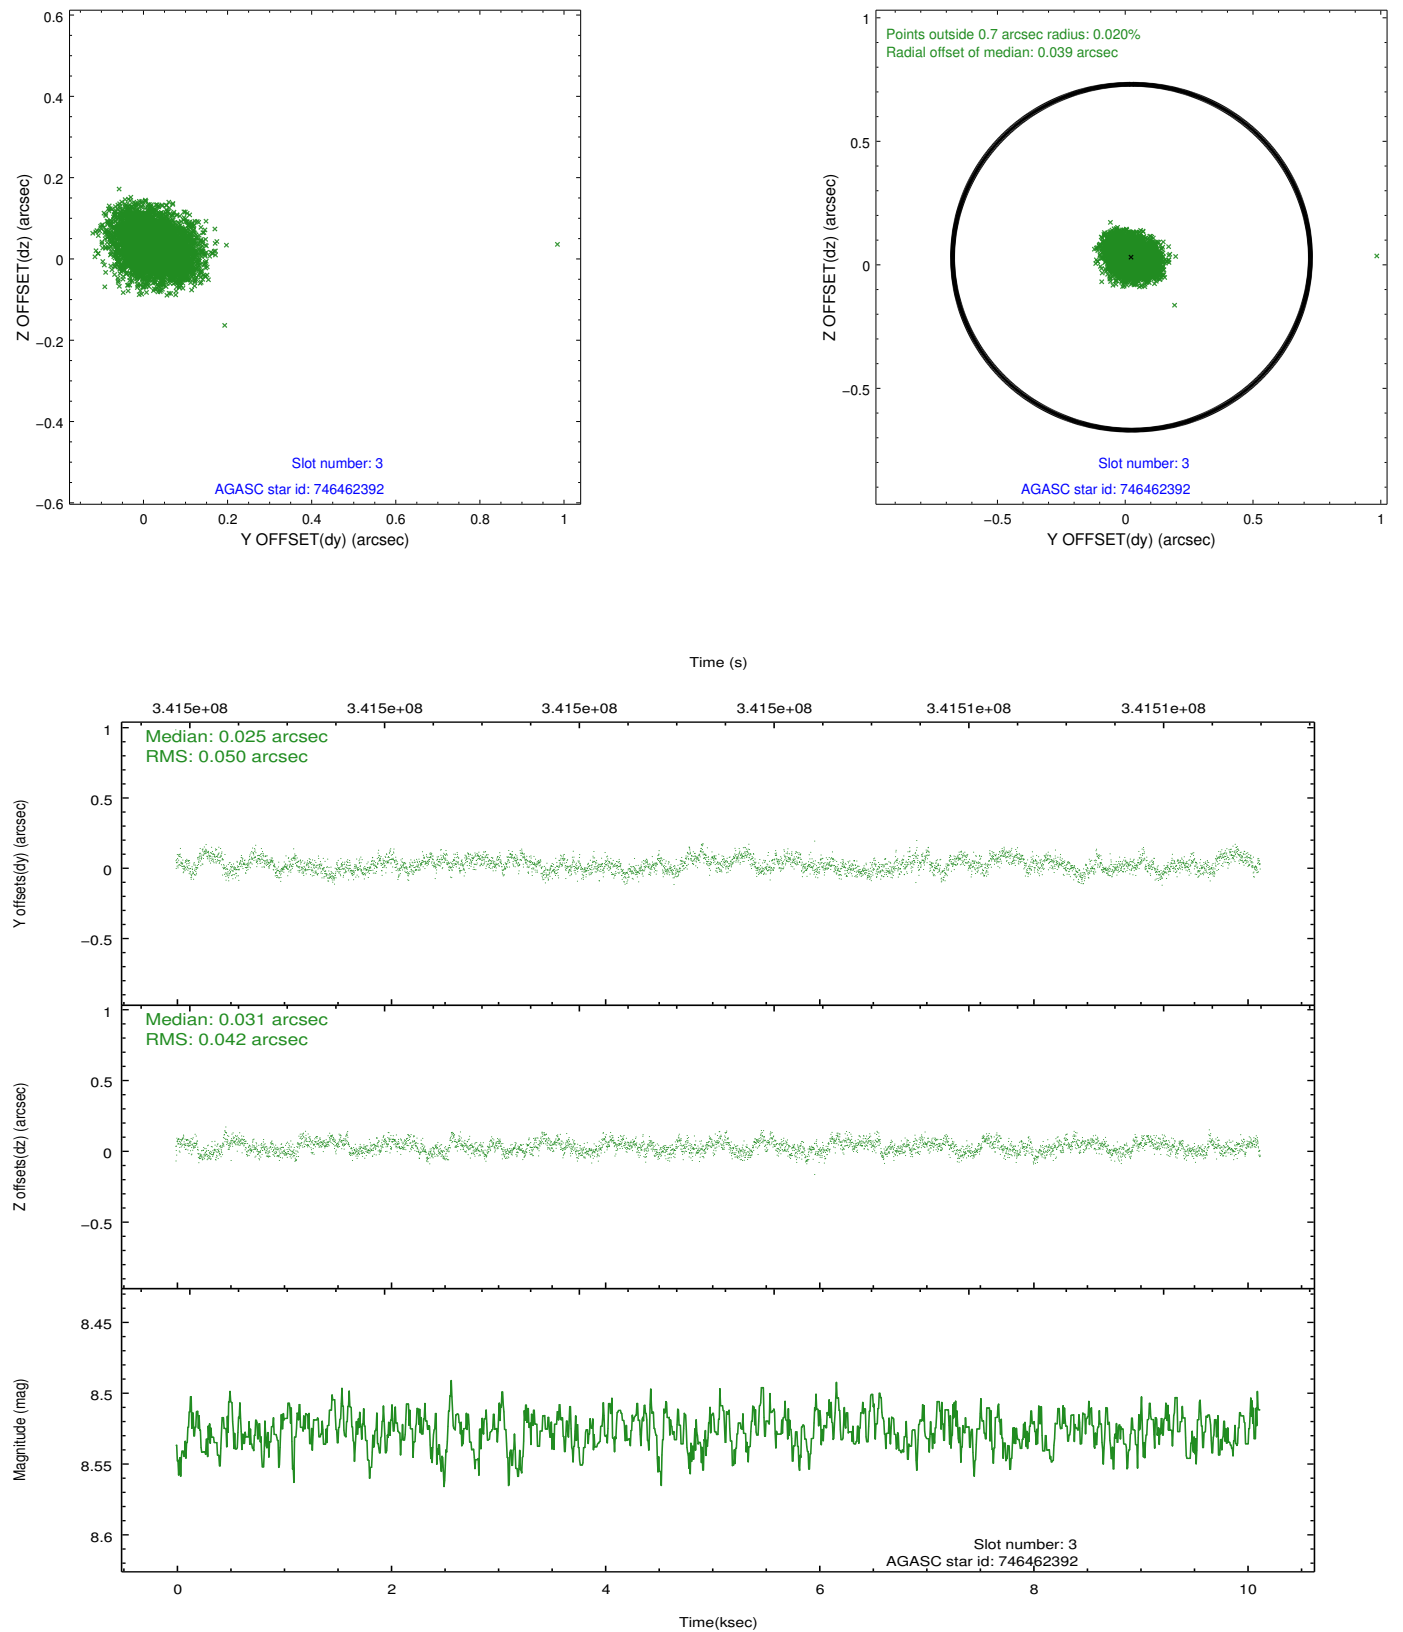 0.6
0.4
0.2
0
−0.2
−0.4
−0.6
Z OFFSET(dz) (arcsec)
Slot number: 3
AGASC star id: 746462392
0 0.2 0.4 0.6 0.8 1
Y OFFSET(dy) (arcsec)
Points outside 0.7 arcsec radius: 0.020%
Radial offset of median: 0.039 arcsec
1
0.5
0
−0.5
Z OFFSET(dz) (arcsec)
Slot number: 3
AGASC star id: 746462392
−0.5 0 0.5 1
Y OFFSET(dy) (arcsec)
Time (s)
3.415e+08 3.415e+08 3.415e+08 3.415e+08 3.4151e+08 3.4151e+08
Median: 0.025 arcsec
RMS: 0.050 arcsec
1
0.5
0
−0.5
Y offsets(dy) (arcsec)
Median: 0.031 arcsec
RMS: 0.042 arcsec
1
0.5
0
−0.5
Z offsets(dz) (arcsec)
8.45
8.5
8.55
8.6
Magnitude (mag)
Slot number: 3
AGASC star id: 746462392
0 2 4 6 8 10
Time(ksec)